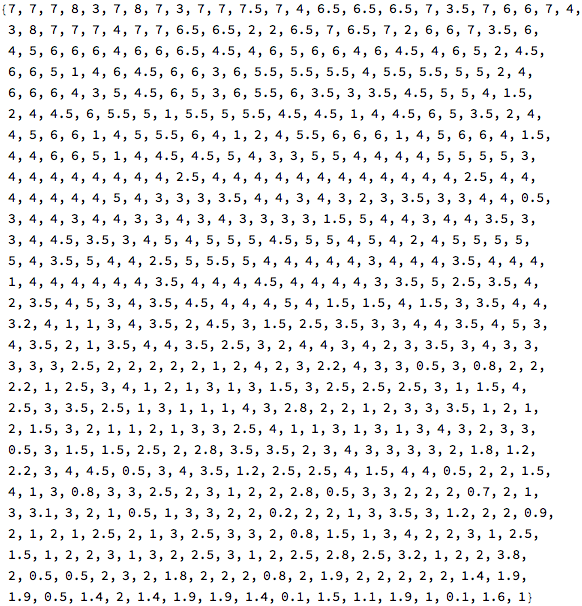 {7, 7, 7, 8, 3, 7, 8, 7, 3, 7, 7, 7.5, 7, 4, 6.5, 6.5, 6.5, 7, 3.5, 7, 6, 6, 7, 4,
3, 8, 7, 7, 7, 4, 7, 7, 6.5, 6.5, 2, 2, 6.5, 7, 6.5, 7, 2, 6, 6, 7, 3.5, 6,
4, 5, 6, 6, 6, 4, 6, 6, 6.5, 4.5, 4, 6, 5, 6, 6, 4, 6, 4.5, 4, 6, 5, 2, 4.5,
6, 6, 5, 1, 4, 6, 4.5, 6, 6, 3, 6, 5.5, 5.5, 5.5, 4, 5.5, 5.5, 5, 5, 2, 4,
6, 6, 6, 4, 3, 5, 4.5, 6, 5, 3, 6, 5.5, 6, 3.5, 3, 3.5, 4.5, 5, 5, 4, 1.5,
2, 4, 4.5, 6, 5.5, 5, 1, 5.5, 5, 5.5, 4.5, 4.5, 1, 4, 4.5, 6, 5, 3.5, 2, 4,
4, 5, 6, 6, 1, 4, 5, 5.5, 6, 4, 1, 2, 4, 5.5, 6, 6, 6, 1, 4, 5, 6, 6, 4, 1.5,
4, 4, 6, 6, 5, 1, 4, 4.5, 4.5, 5, 4, 3, 3, 5, 5, 4, 4, 4, 4, 5, 5, 5, 5, 3,
4, 4, 4, 4, 4, 4, 4, 2.5, 4, 4, 4, 4, 4, 4, 4, 4, 4, 4, 4, 2.5, 4, 4,
4, 4, 4, 4, 4, 5, 4, 3, 3, 3, 3.5, 4, 4, 3, 4, 3, 2, 3, 3.5, 3, 3, 4, 4, 0.5,
3, 4, 4, 3, 4, 4, 3, 3, 4, 3, 4, 3, 3, 3, 3, 1.5, 5, 4, 4, 3, 4, 4, 3.5, 3,
3, 4, 4.5, 3.5, 3, 4, 5, 4, 5, 5, 5, 4.5, 5, 5, 4, 5, 4, 2, 4, 5, 5, 5, 5,
5, 4, 3.5, 5, 4, 4, 2.5, 5, 5.5, 5, 4, 4, 4, 4, 4, 3, 4, 4, 4, 3.5, 4, 4, 4,
1, 4, 4, 4, 4, 4, 4, 3.5, 4, 4, 4, 4.5, 4, 4, 4, 4, 3, 3.5, 5, 2.5, 3.5, 4,
2, 3.5, 4, 5, 3, 4, 3.5, 4.5, 4, 4, 4, 5, 4, 1.5, 1.5, 4, 1.5, 3, 3.5, 4, 4,
3.2, 4, 1, 1, 3, 4, 3.5, 2, 4.5, 3, 1.5, 2.5, 3.5, 3, 3, 4, 4, 3.5, 4, 5, 3,
4, 3.5, 2, 1, 3.5, 4, 4, 3.5, 2.5, 3, 2, 4, 4, 3, 4, 2, 3, 3.5, 3, 4, 3, 3,
3, 3, 3, 2.5, 2, 2, 2, 2, 2, 1, 2, 4, 2, 3, 2.2, 4, 3, 3, 0.5, 3, 0.8, 2, 2,
2.2, 1, 2.5, 3, 4, 1, 2, 1, 3, 1, 3, 1.5, 3, 2.5, 2.5, 2.5, 3, 1, 1.5, 4,
2.5, 3, 3.5, 2.5, 1, 3, 1, 1, 1, 4, 3, 2.8, 2, 2, 1, 2, 3, 3, 3.5, 1, 2, 1,
2, 1.5, 3, 2, 1, 1, 2, 1, 3, 3, 2.5, 4, 1, 1, 3, 1, 3, 1, 3, 4, 3, 2, 3, 3,
0.5, 3, 1.5, 1.5, 2.5, 2, 2.8, 3.5, 3.5, 2, 3, 4, 3, 3, 3, 3, 2, 1.8, 1.2,
2.2, 3, 4, 4.5, 0.5, 3, 4, 3.5, 1.2, 2.5, 2.5, 4, 1.5, 4, 4, 0.5, 2, 2, 1.5,
4, 1, 3, 0.8, 3, 3, 2.5, 2, 3, 1, 2, 2, 2.8, 0.5, 3, 3, 2, 2, 2, 0.7, 2, 1,
3, 3.1, 3, 2, 1, 0.5, 1, 3, 3, 2, 2, 0.2, 2, 2, 1, 3, 3.5, 3, 1.2, 2, 2, 0.9,
2, 1, 2, 1, 2.5, 2, 1, 3, 2.5, 3, 3, 2, 0.8, 1.5, 1, 3, 4, 2, 2, 3, 1, 2.5,
1.5, 1, 2, 2, 3, 1, 3, 2, 2.5, 3, 1, 2, 2.5, 2.8, 2.5, 3.2, 1, 2, 2, 3.8,
2, 0.5, 0.5, 2, 3, 2, 1.8, 2, 2, 2, 0.8, 2, 1.9, 2, 2, 2, 2, 2, 1.4, 1.9,
1.9, 0.5, 1.4, 2, 1.4, 1.9, 1.9, 1.4, 0.1, 1.5, 1.1, 1.9, 1, 0.1, 1.6, 1}